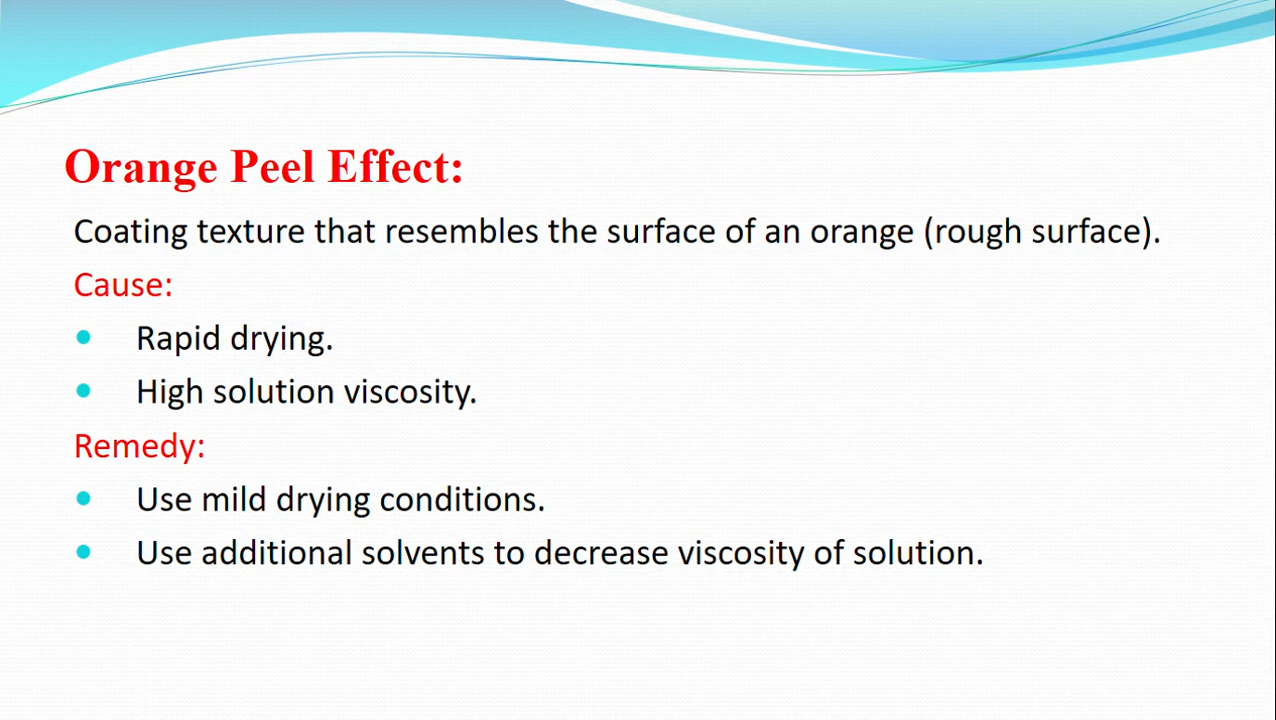 Orange Peel Effect:
Coating texture that resembles the surface of an orange (rough surface).
Cause:
• Rapid drying.
• High solution viscosity.
Remedy:
• Use mild drying conditions.
• Use additional solvents to decrease viscosity of solution.